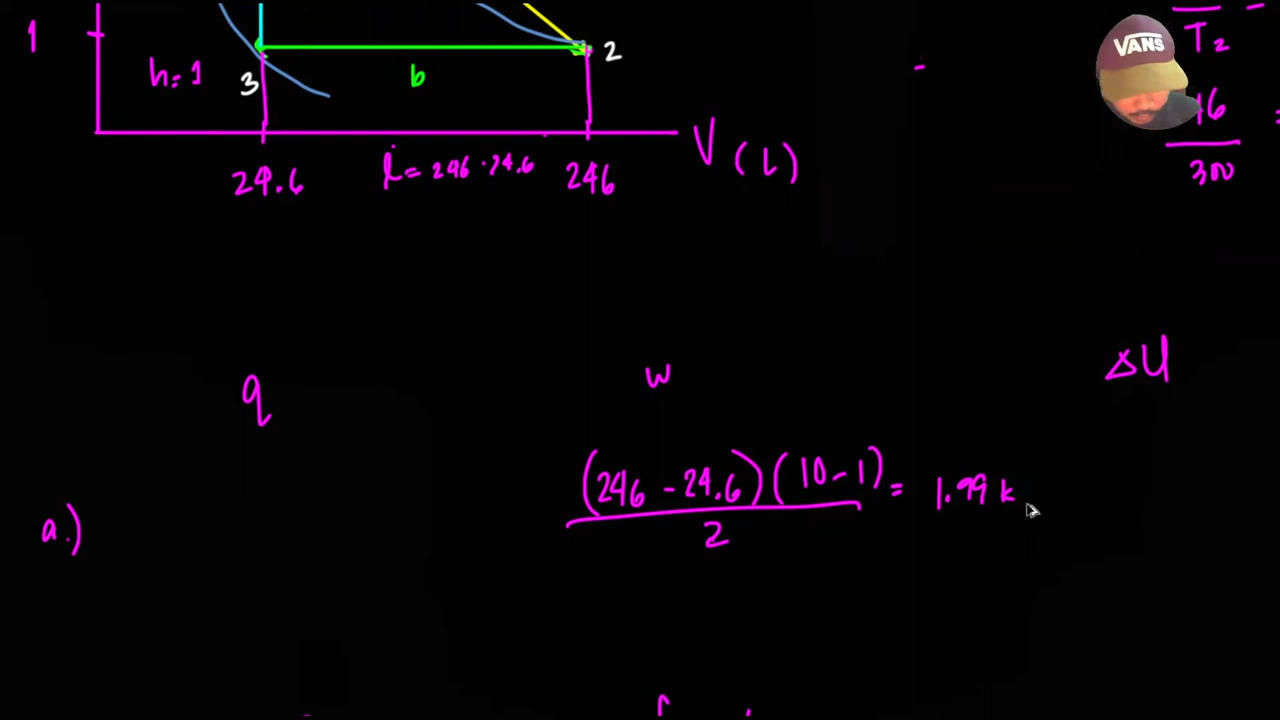 1
h=1
3
b
2
24.6
l = 246 - 24.6
246
V (L)
VANS
T2
16
300
q
w
ΔU
a.)
(246 - 24.6)(10 - 1) = 1.99 k
2